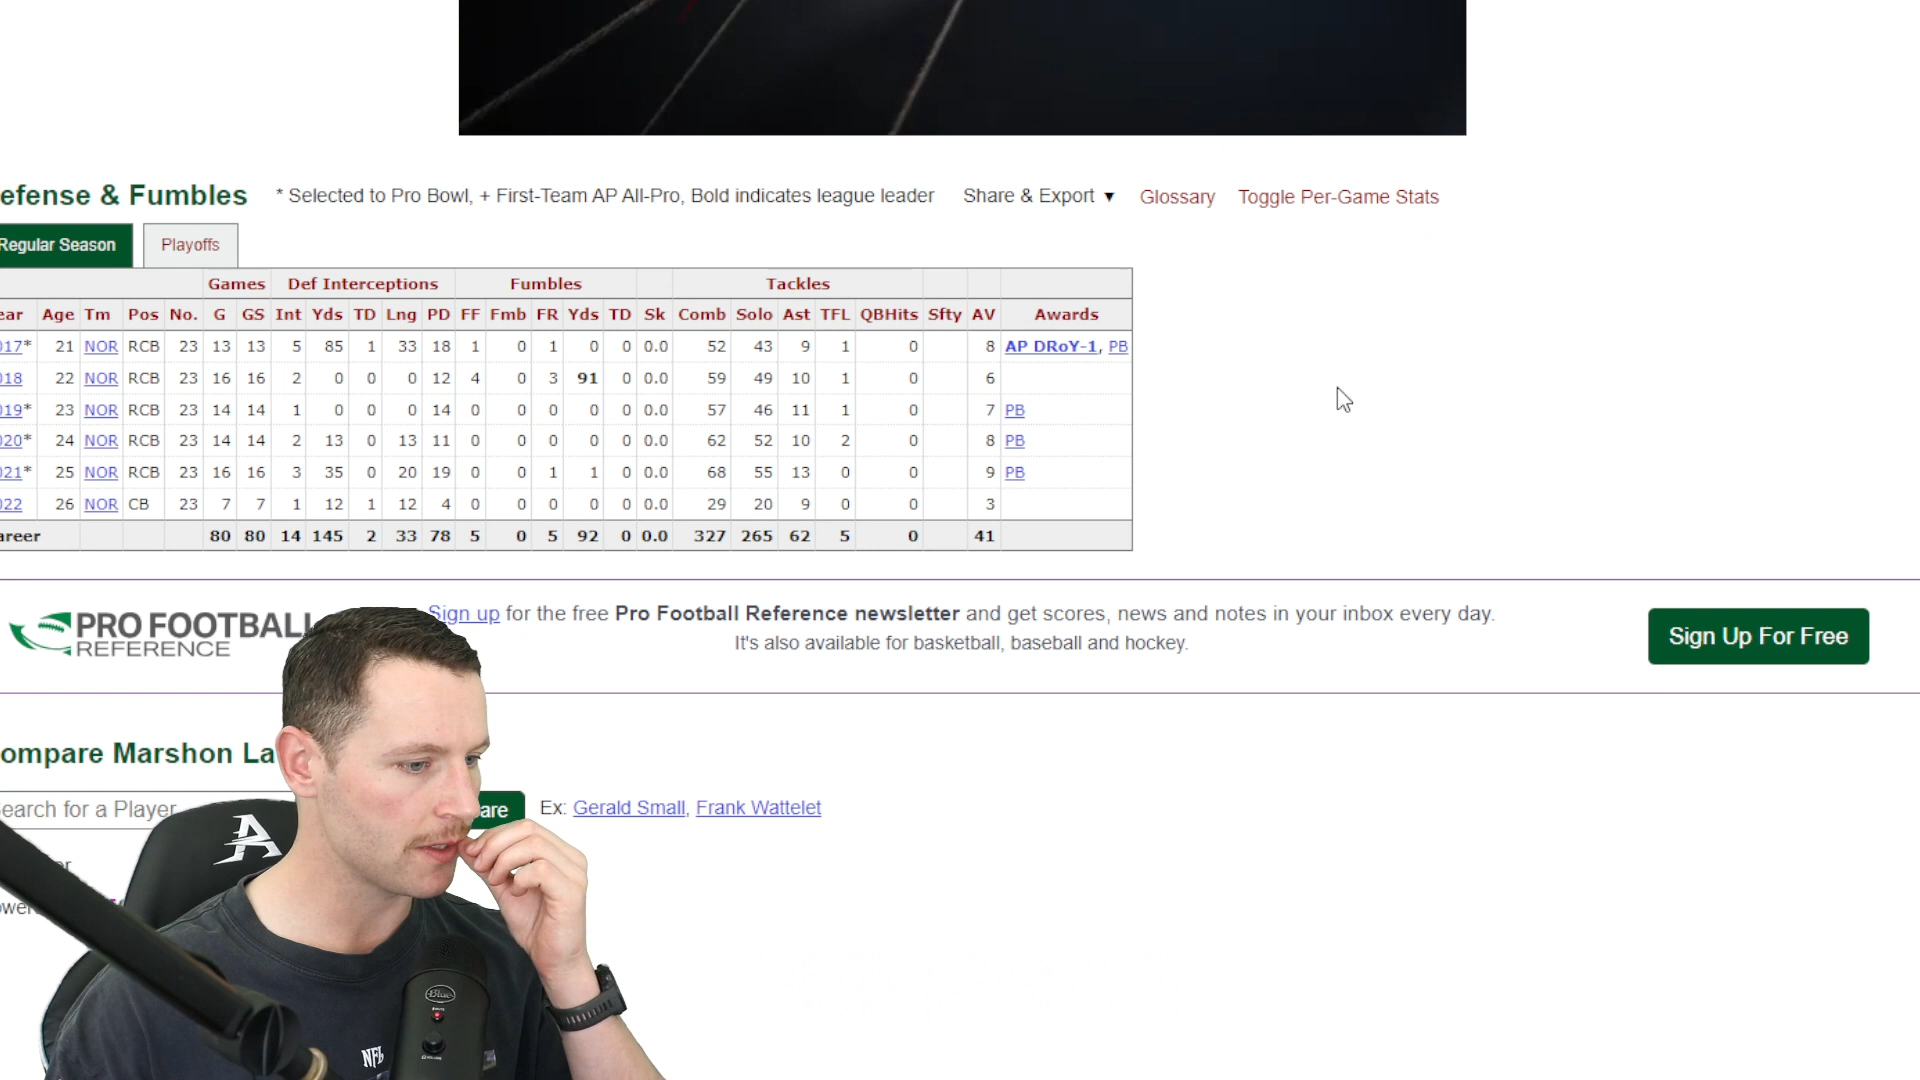 efense & Fumbles * Selected to Pro Bowl, + First-Team AP All-Pro, Bold indicates league leader Share & Export ▼ Glossary Toggle Per-Game Stats
Regular Season Playoffs
Games Def Interceptions Fumbles Tackles
ear Age Tm Pos No. G GS Int Yds TD Lng PD FF Fmb FR Yds TD Sk Comb Solo Ast TFL QBHits Sfty AV Awards
017* 21 NOR RCB 23 13 13 5 85 1 33 18 1 0 1 0 0 0.0 52 43 9 1 0 8 AP DRoY-1, PB
018 22 NOR RCB 23 16 16 2 0 0 0 12 4 0 3 91 0 0.0 59 49 10 1 0 6
019* 23 NOR RCB 23 14 14 1 0 0 0 14 0 0 0 0 0 0.0 57 46 11 1 0 7 PB
020* 24 NOR RCB 23 14 14 2 13 0 13 11 0 0 0 0 0 0.0 62 52 10 2 0 8 PB
021* 25 NOR RCB 23 16 16 3 35 0 20 19 0 0 1 1 0 0.0 68 55 13 0 0 9 PB
022 26 NOR CB 23 7 7 1 12 1 12 4 0 0 0 0 0 0.0 29 20 9 0 0 3
areer 80 80 14 145 2 33 78 5 0 5 92 0 0.0 327 265 62 5 0 41
PRO FOOTBALL
REFERENCE
Sign up for the free Pro Football Reference newsletter and get scores, news and notes in your inbox every day.
It's also available for basketball, baseball and hockey.
Sign Up For Free
ompare Marshon La
earch for a Player
are Ex: Gerald Small, Frank Wattelet
Blue
NFL